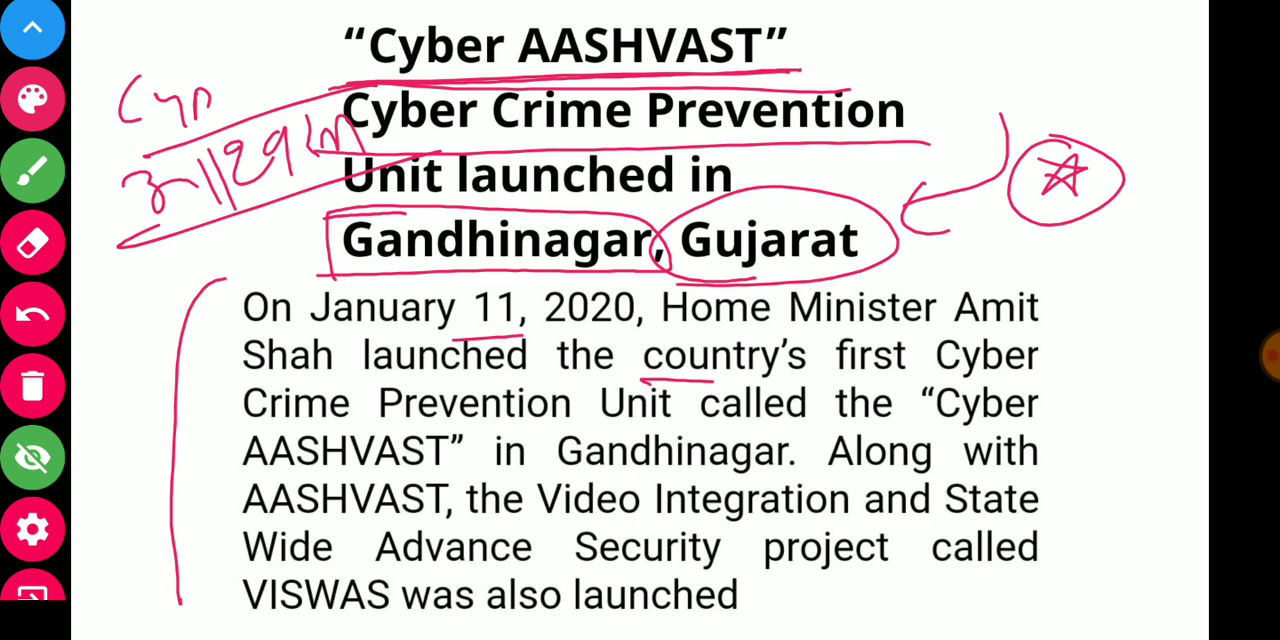 “Cyber AASHVAST”
Cyber Crime Prevention
Unit launched in
Gandhinagar, Gujarat
On January 11, 2020, Home Minister Amit
Shah launched the country’s first Cyber
Crime Prevention Unit called the “Cyber
AASHVAST” in Gandhinagar. Along with
AASHVAST, the Video Integration and State
Wide Advance Security project called
VISWAS was also launched